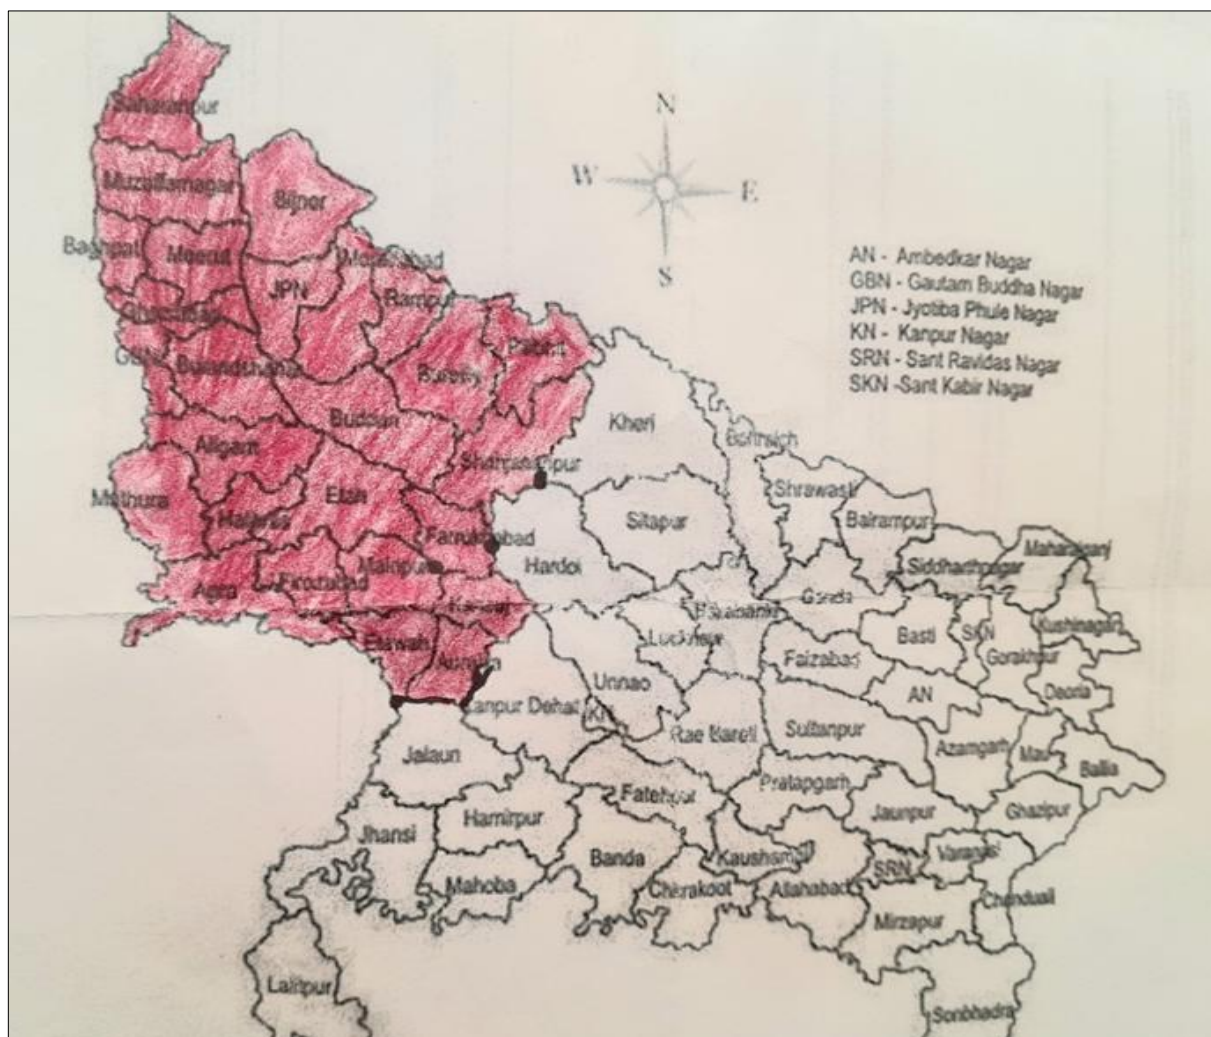 Saharanpur
N
Muzaffarnagar
Bijnor
W
E
Baghpat
Meerut
Moradabad
S
AN - Ambedkar Nagar
JPN
Rampur
GBN - Gautam Buddha Nagar
Ghaziabad
JPN - Jyotiba Phule Nagar
KN - Kanpur Nagar
GBN
Bulandshahar
Bareilly
Pilibhit
SRN - Sant Ravidas Nagar
SKN -Sant Kabir Nagar
Budaun
Kheri
Aligarh
Shahjahanpur
Mathura
Etah
Shrawasti
Hathras
Sitapur
Balrampur
Farrukhabad
Hardoi
Maharajganj
Mainpuri
Siddharthnagar
Agra
Firozabad
Kannauj
Gonda
Barabanki
Etawah
Auraiya
Lucknow
Basti
SKN
Kushinagar
Faizabad
Gorakhpur
Unnao
AN
Deoria
Kanpur Dehat
KN
Rae Bareli
Sultanpur
Jalaun
Azamgarh
Mau
Ballia
Fatehpur
Pratapgarh
Hamirpur
Jaunpur
Ghazipur
Jhansi
Banda
Kaushambi
Varanasi
Mahoba
Chitrakoot
Allahabad
SRN
Chandauli
Mirzapur
Lalitpur
Sonbhadra